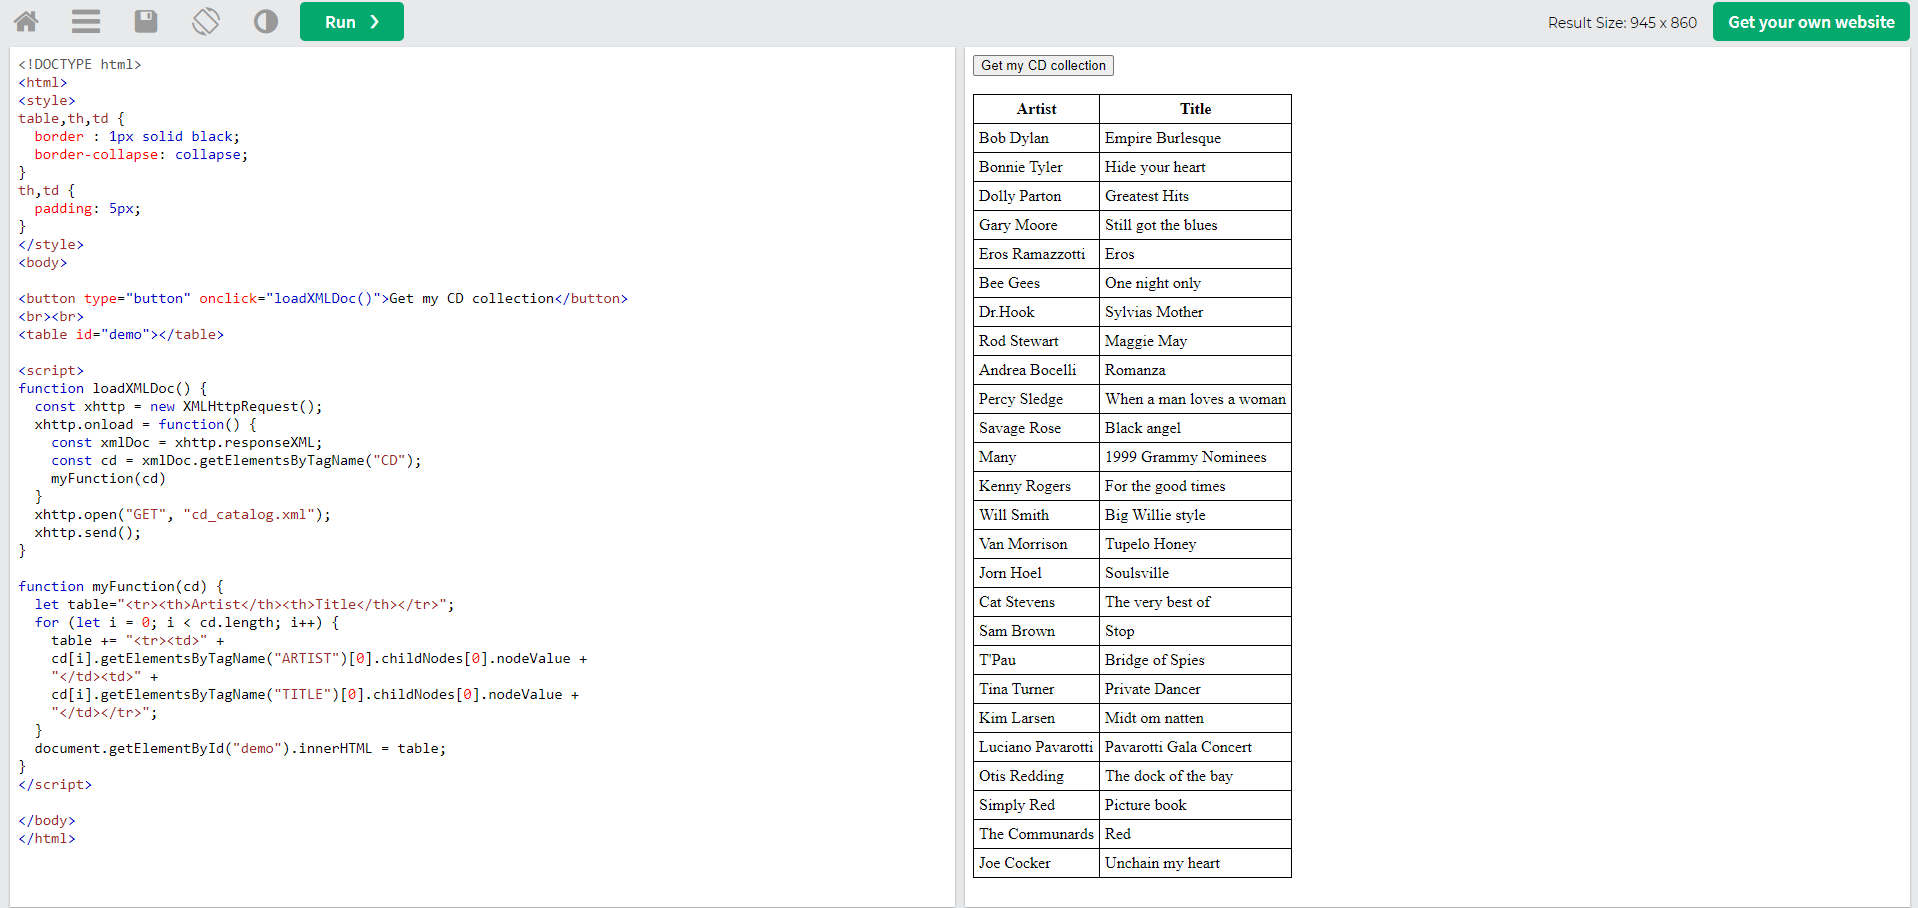 Run ❯
Result Size: 945 x 860
Get your own website
<!DOCTYPE html>
<html>
<style>
table,th,td {
  border : 1px solid black;
  border-collapse: collapse;
}
th,td {
  padding: 5px;
}
</style>
<body>

<button type="button" onclick="loadXMLDoc()">Get my CD collection</button>
<br><br>
<table id="demo"></table>

<script>
function loadXMLDoc() {
  const xhttp = new XMLHttpRequest();
  xhttp.onload = function() {
    const xmlDoc = xhttp.responseXML;
    const cd = xmlDoc.getElementsByTagName("CD");
    myFunction(cd)
  }
  xhttp.open("GET", "cd_catalog.xml");
  xhttp.send();
}

function myFunction(cd) {
  let table="<tr><th>Artist</th><th>Title</th></tr>";
  for (let i = 0; i < cd.length; i++) {
    table += "<tr><td>" +
    cd[i].getElementsByTagName("ARTIST")[0].childNodes[0].nodeValue +
    "</td><td>" +
    cd[i].getElementsByTagName("TITLE")[0].childNodes[0].nodeValue +
    "</td></tr>";
  }
  document.getElementById("demo").innerHTML = table;
}
</script>

</body>
</html>
Get my CD collection
Artist Title
Bob Dylan Empire Burlesque
Bonnie Tyler Hide your heart
Dolly Parton Greatest Hits
Gary Moore Still got the blues
Eros Ramazzotti Eros
Bee Gees One night only
Dr.Hook Sylvias Mother
Rod Stewart Maggie May
Andrea Bocelli Romanza
Percy Sledge When a man loves a woman
Savage Rose Black angel
Many 1999 Grammy Nominees
Kenny Rogers For the good times
Will Smith Big Willie style
Van Morrison Tupelo Honey
Jorn Hoel Soulsville
Cat Stevens The very best of
Sam Brown Stop
T'Pau Bridge of Spies
Tina Turner Private Dancer
Kim Larsen Midt om natten
Luciano Pavarotti Pavarotti Gala Concert
Otis Redding The dock of the bay
Simply Red Picture book
The Communards Red
Joe Cocker Unchain my heart